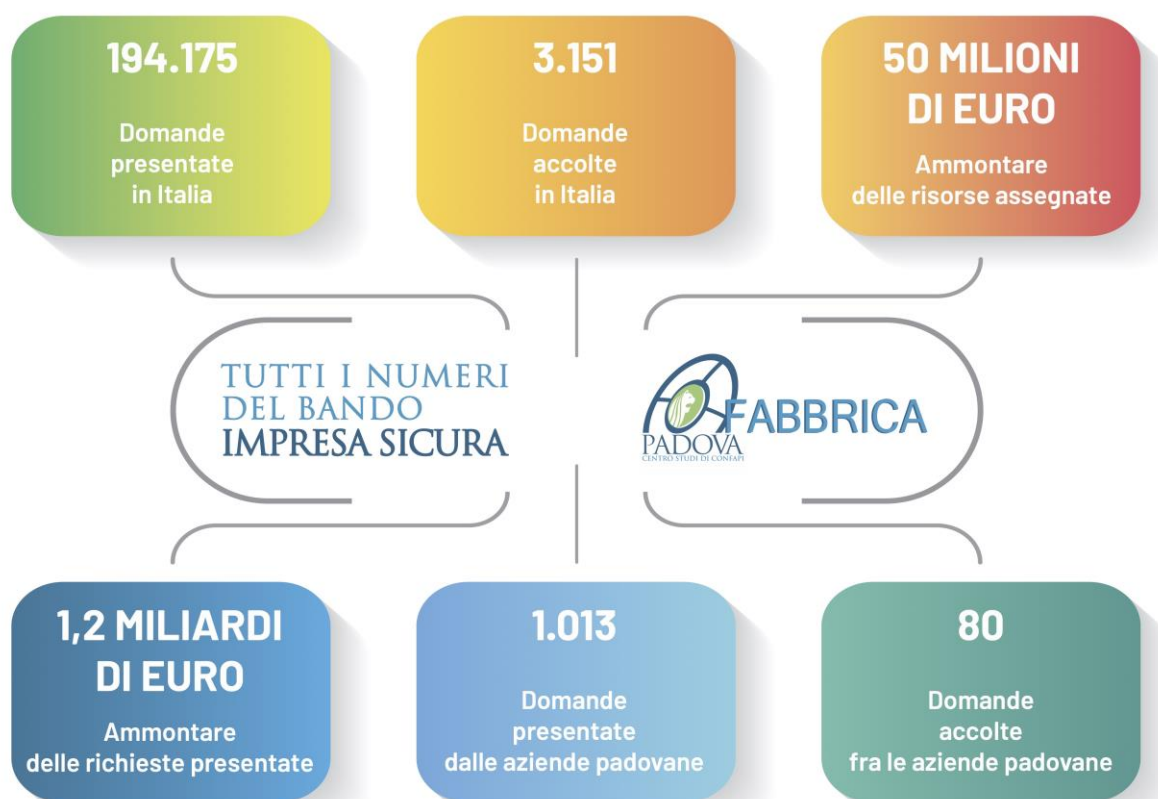 194.175
Domande
presentate
in Italia
3.151
Domande
accolte
in Italia
50 MILIONI
DI EURO
Ammontare
delle risorse assegnate
TUTTI I NUMERI
DEL BANDO
IMPRESA SICURA
FABBRICA
PADOVA
CENTRO STUDI DI CONFAPI
1,2 MILIARDI
DI EURO
Ammontare
delle richieste presentate
1.013
Domande
presentate
dalle aziende padovane
80
Domande
accolte
fra le aziende padovane